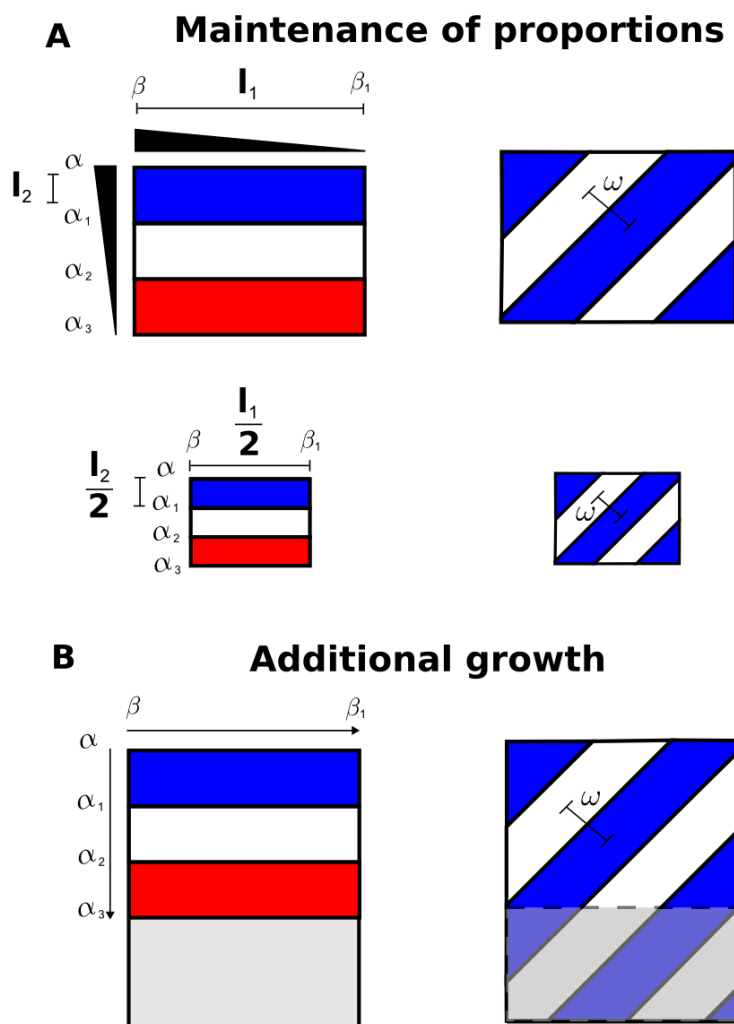 A Maintenance of proportions
β l₁ β₁
α
l₂
α₁
α₂
α₃
ω
l₁
2
β β₁
α
l₂
2
α₁
α₂
α₃
ω
B Additional growth
β β₁
α
α₁
α₂
α₃
ω